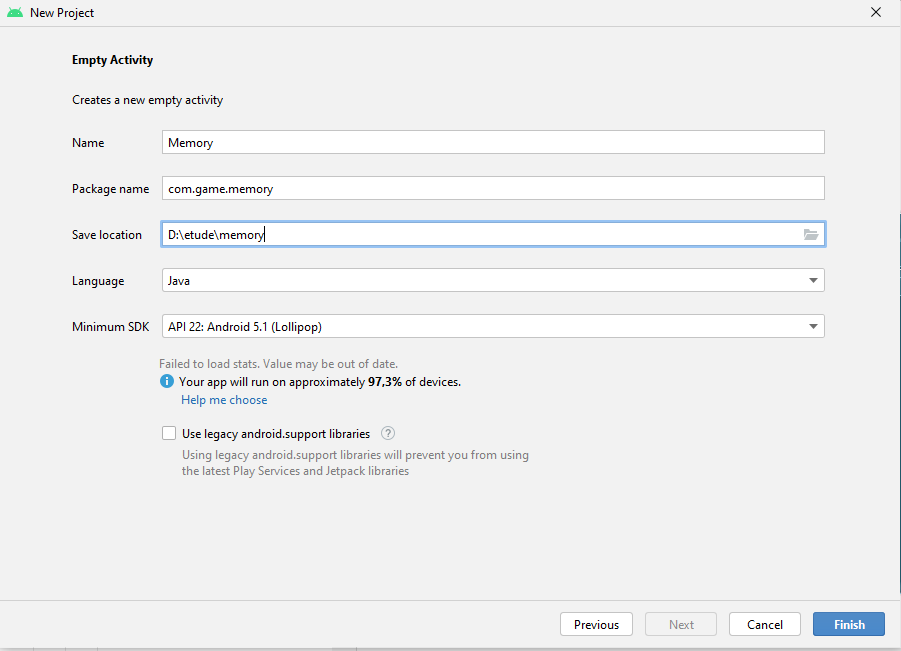 New Project
Empty Activity
Creates a new empty activity
Name Memory
Package name com.game.memory
Save location D:\etude\memory
Language Java
Minimum SDK API 22: Android 5.1 (Lollipop)
Failed to load stats. Value may be out of date.
i Your app will run on approximately 97,3% of devices.
Help me choose
Use legacy android.support libraries ?
Using legacy android.support libraries will prevent you from using
the latest Play Services and Jetpack libraries
Previous Next Cancel Finish